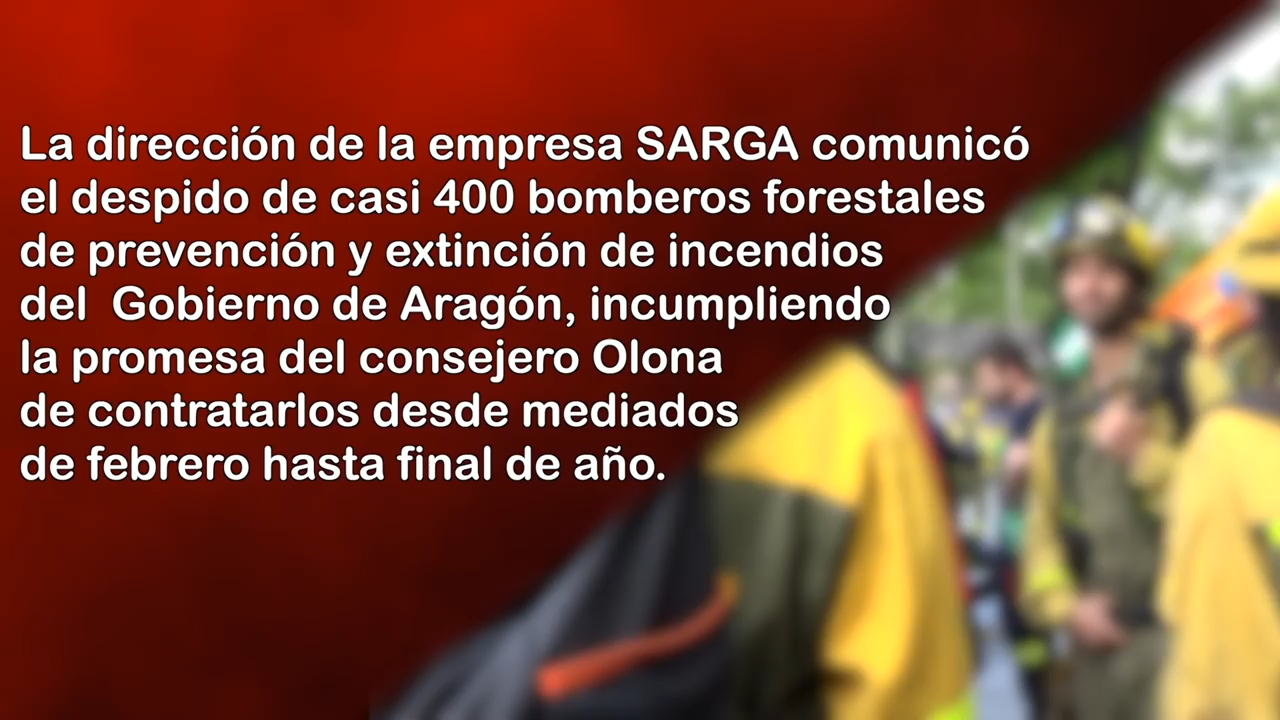 La dirección de la empresa SARGA comunicó
el despido de casi 400 bomberos forestales
de prevención y extinción de incendios
del  Gobierno de Aragón, incumpliendo
la promesa del consejero Olona
de contratarlos desde mediados
de febrero hasta final de año.